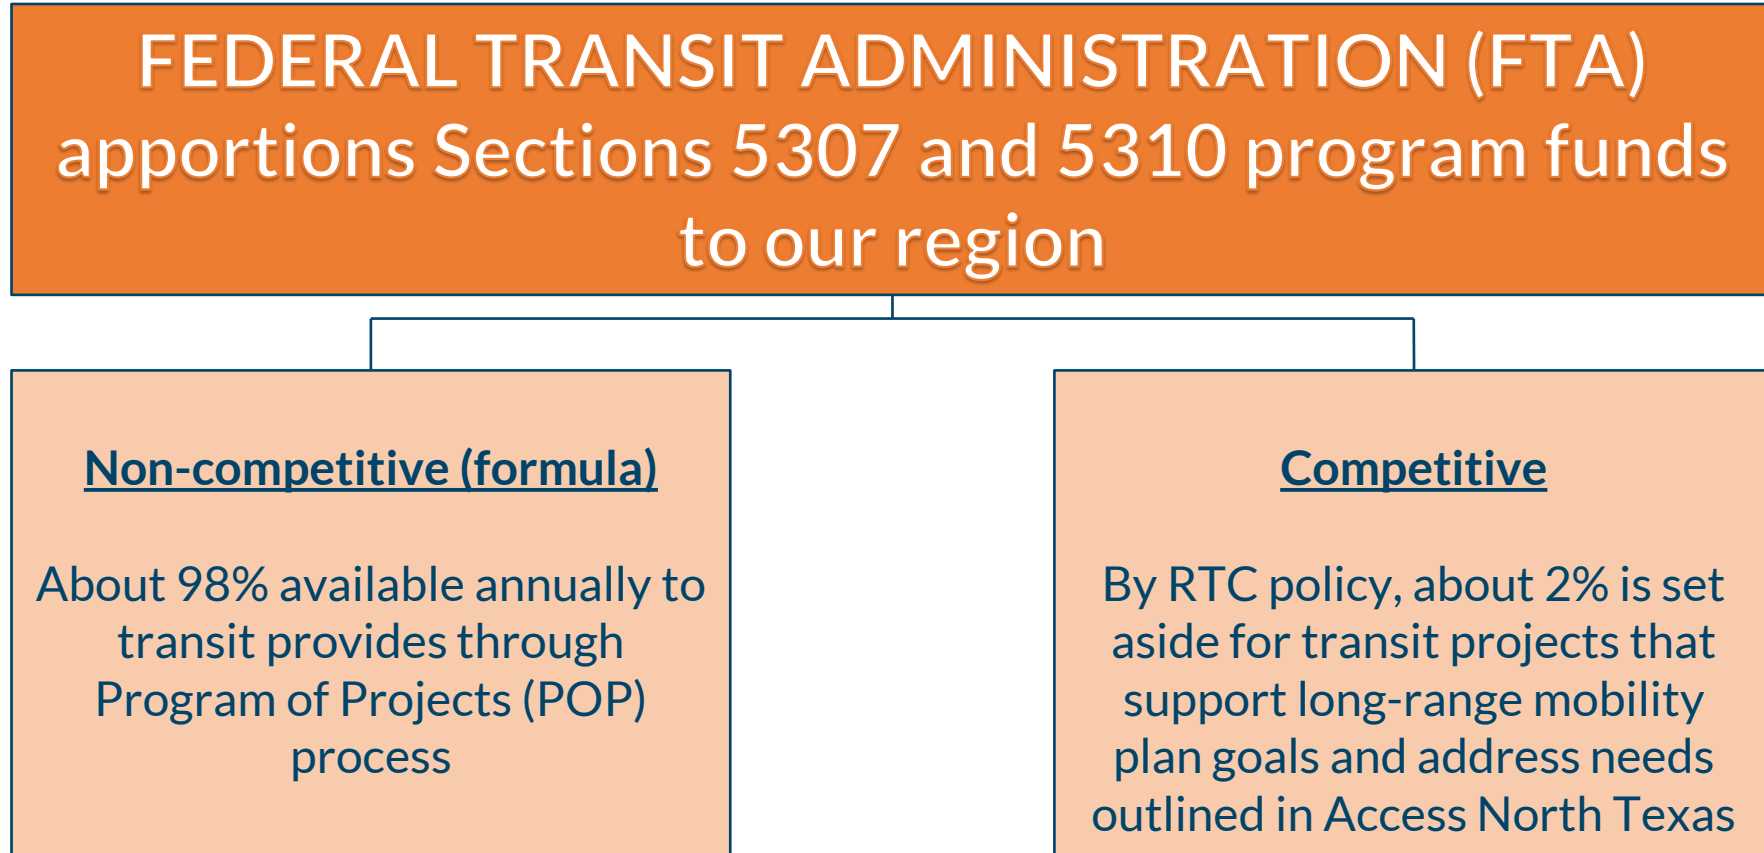 FEDERAL TRANSIT ADMINISTRATION (FTA)
apportions Sections 5307 and 5310 program funds
to our region
Non-competitive (formula)
About 98% available annually to
transit provides through
Program of Projects (POP)
process
Competitive
By RTC policy, about 2% is set
aside for transit projects that
support long-range mobility
plan goals and address needs
outlined in Access North Texas